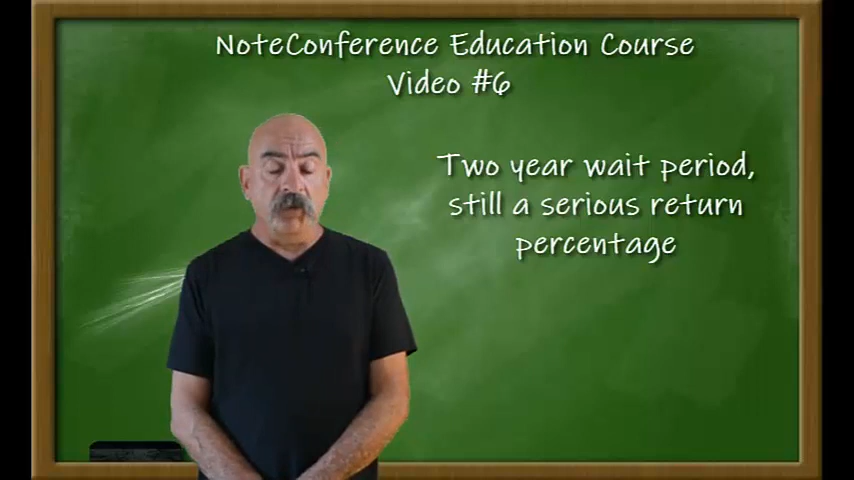 NoteConference Education Course
Video #6
Two year wait period,
still a serious return
percentage